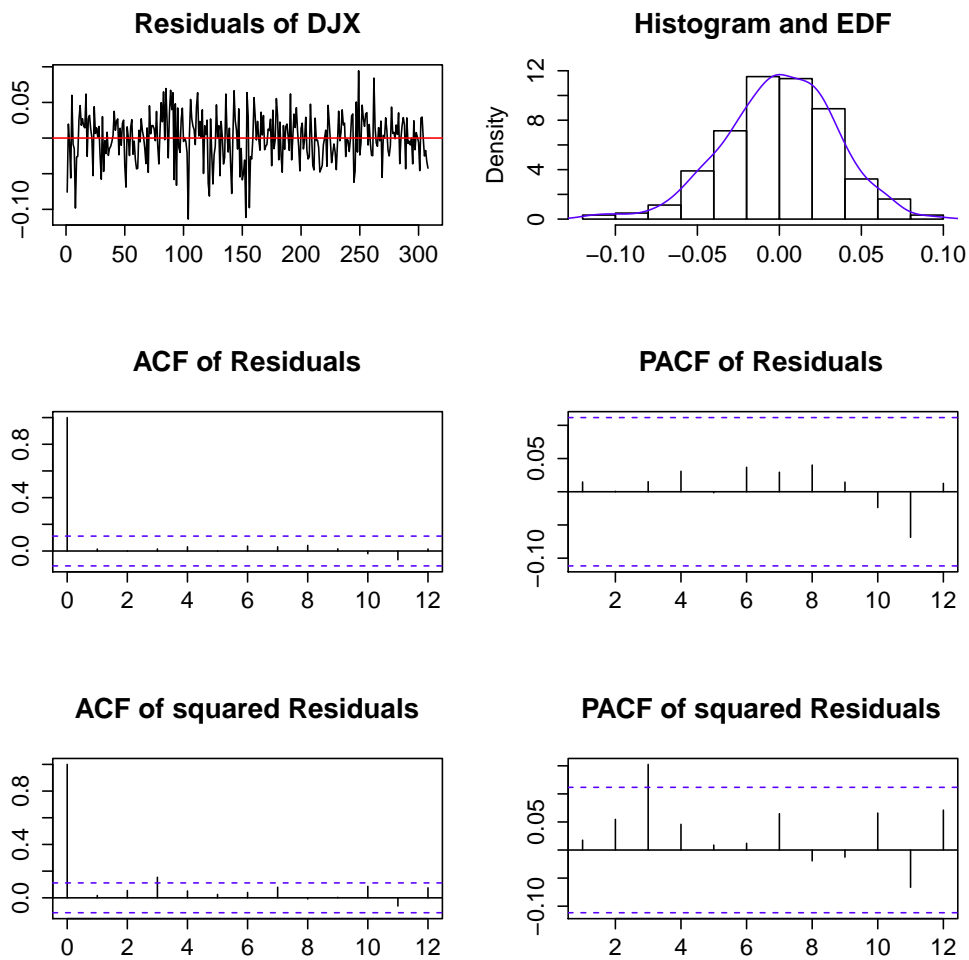 Residuals of DJX
0.05
−0.10
0 50 100 150 200 250 300
Histogram and EDF
Density
12
8
4
0
−0.10 −0.05 0.00 0.05 0.10
ACF of Residuals
0.8
0.4
0.0
0 2 4 6 8 10 12
PACF of Residuals
0.05
−0.10
2 4 6 8 10 12
ACF of squared Residuals
0.8
0.4
0.0
0 2 4 6 8 10 12
PACF of squared Residuals
0.05
−0.10
2 4 6 8 10 12